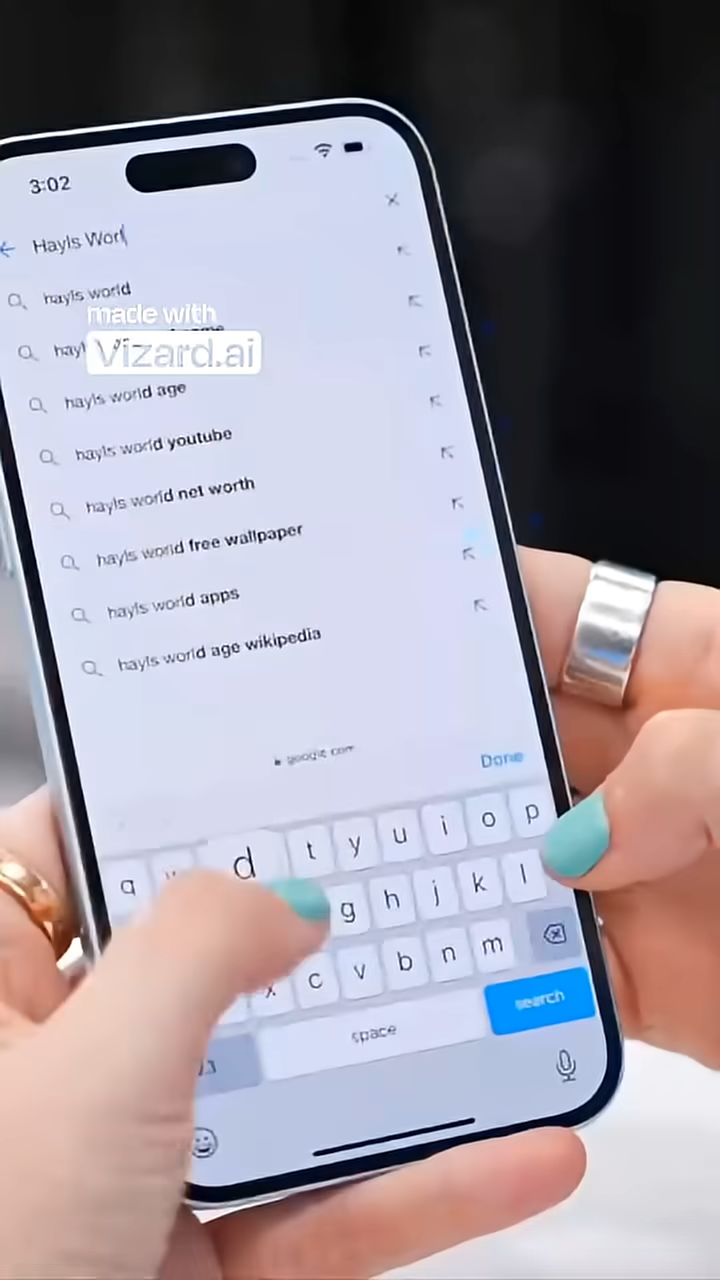 3:02
Hayls Worl
hayls world
made with
Vizard.ai
hayl
hayls world age
hayls world youtube
hayls world net worth
hayls world free wallpaper
hayls world apps
hayls world age wikipedia
google.com
Done
q d t y u i o p
g h j k l
x c v b n m
space
search